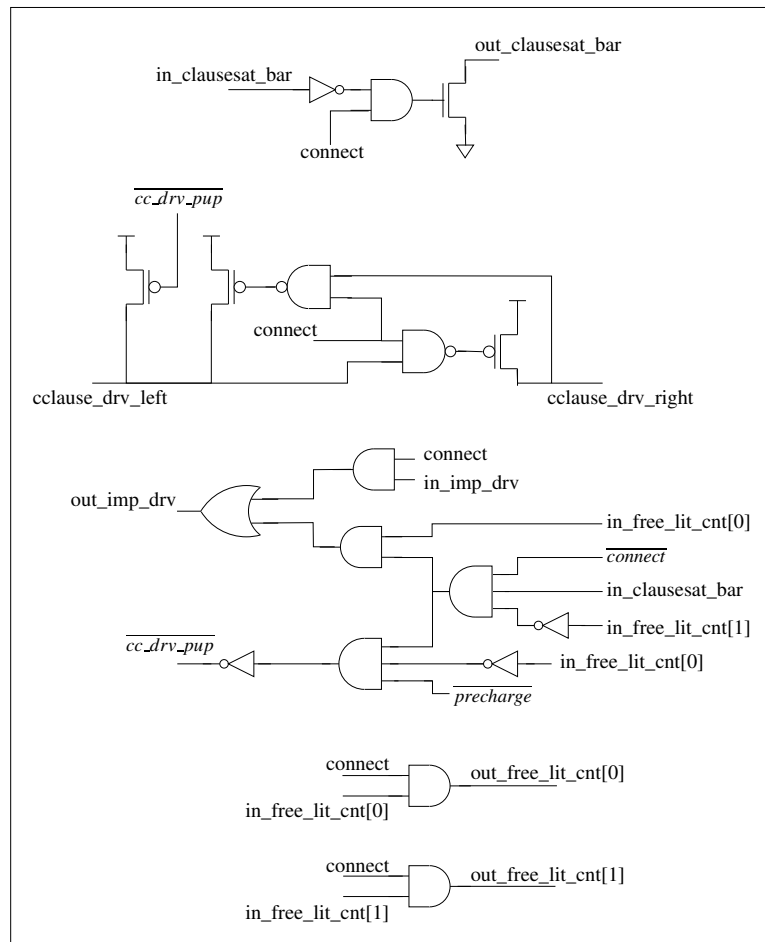 out_clausesat_bar
in_clausesat_bar
connect
cc_drv_pup
connect
cclause_drv_left
cclause_drv_right
connect
in_imp_drv
out_imp_drv
in_free_lit_cnt[0]
connect
in_clausesat_bar
in_free_lit_cnt[1]
cc_drv_pup
in_free_lit_cnt[0]
precharge
connect
out_free_lit_cnt[0]
in_free_lit_cnt[0]
connect
out_free_lit_cnt[1]
in_free_lit_cnt[1]